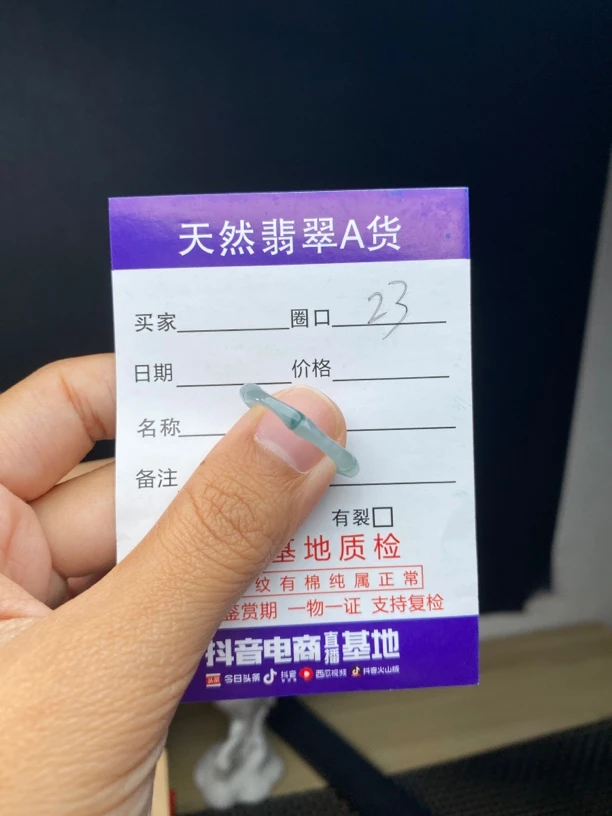 天然翡翠A货
买家 圈口 23
日期 价格
名称
备注
有裂
基地质检
纹有棉纯属正常
鉴赏期 一物一证 支持复检
抖音电商直播基地
头条 今日头条 抖音 西瓜视频 抖音火山版